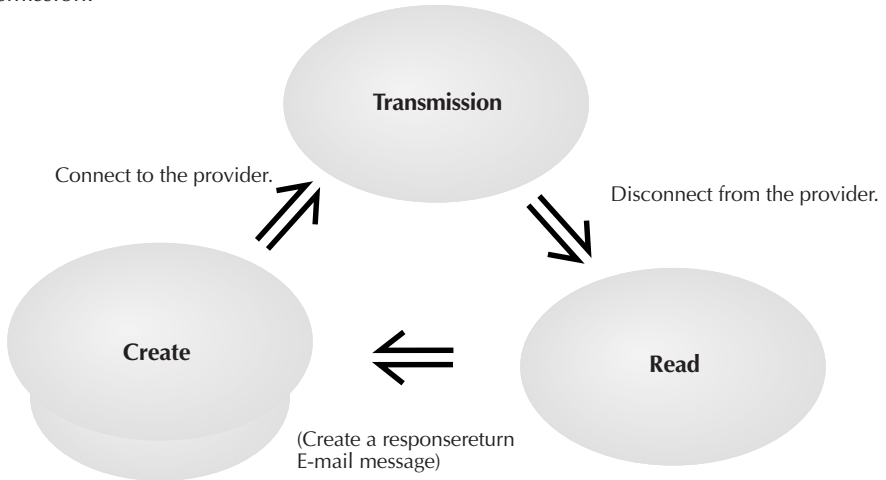 Transmission
Connect to the provider.
Disconnect from the provider.
Create
Read
(Create a responsereturn
E-mail message)